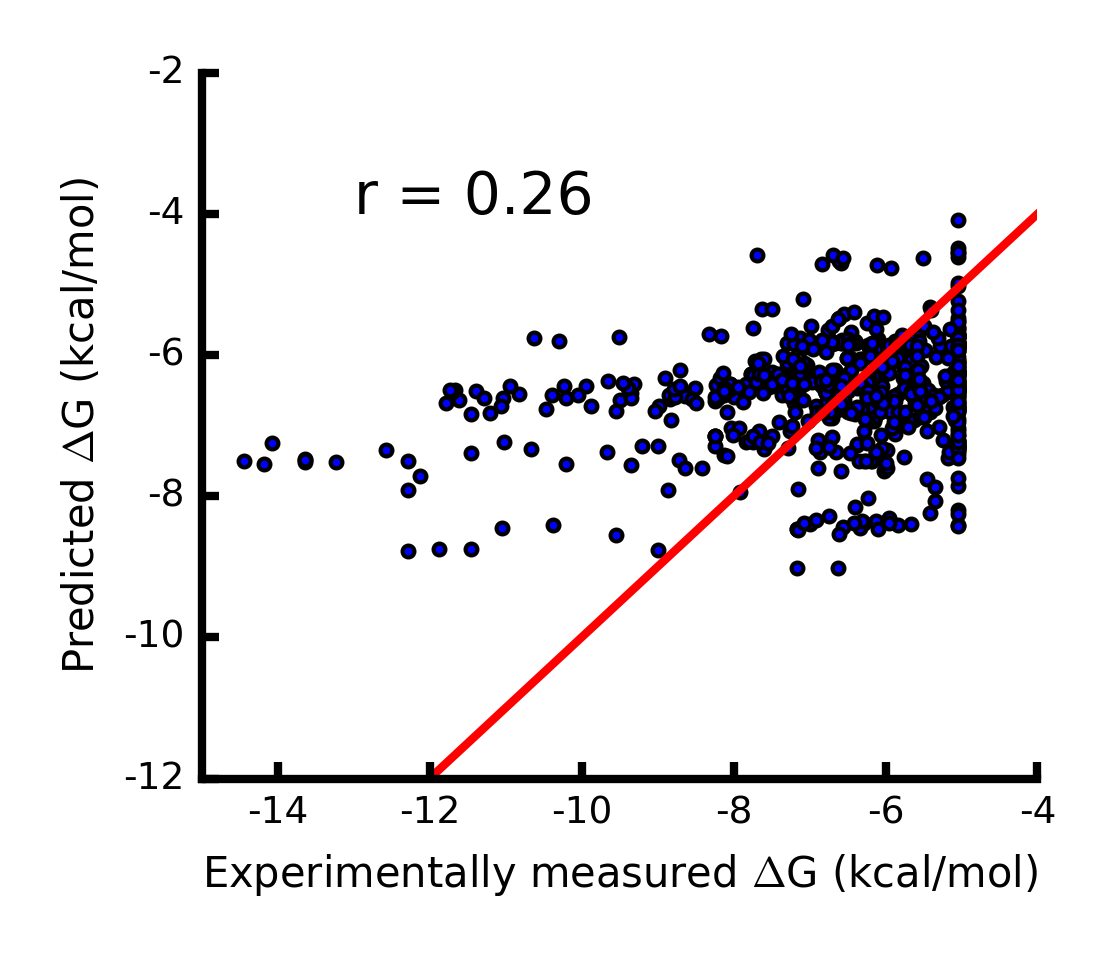 -2
r = 0.26
-4
-6
-8
-10
-12
Predicted ΔG (kcal/mol)
-14 -12 -10 -8 -6 -4
Experimentally measured ΔG (kcal/mol)